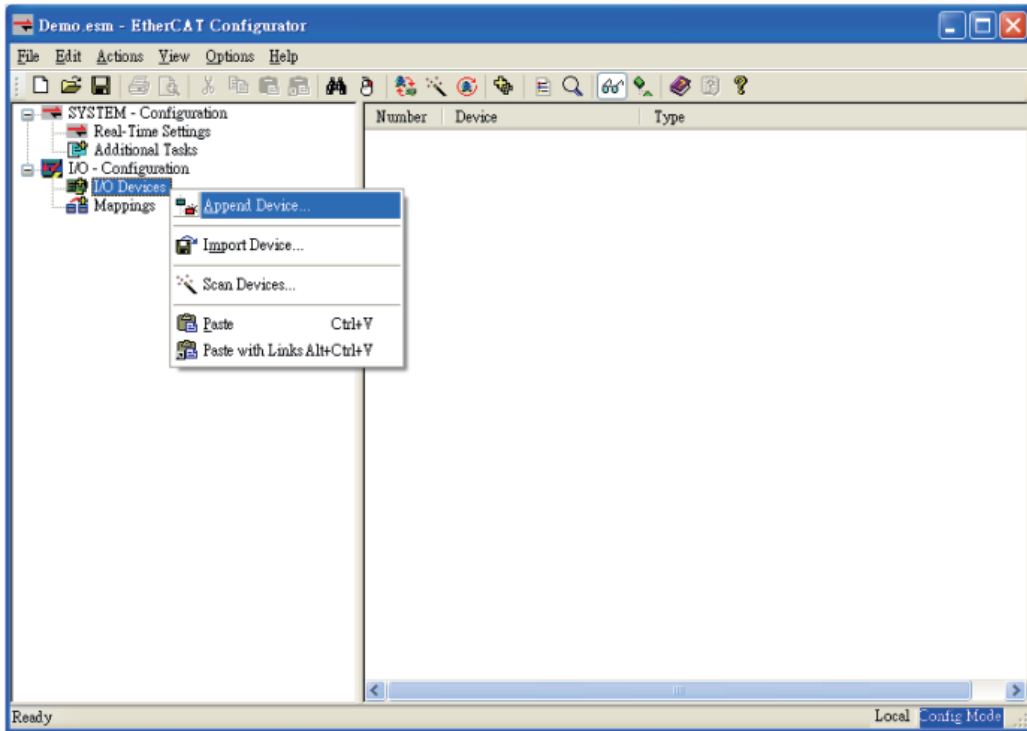 Demo.esm - EtherCAT Configurator
File Edit Actions View Options Help
SYSTEM - Configuration
Real-Time Settings
Additional Tasks
I/O - Configuration
I/O Devices
Mappings
Number Device Type
Append Device...
Import Device...
Scan Devices...
Paste Ctrl+V
Paste with Links Alt+Ctrl+V
Ready Local Config Mode